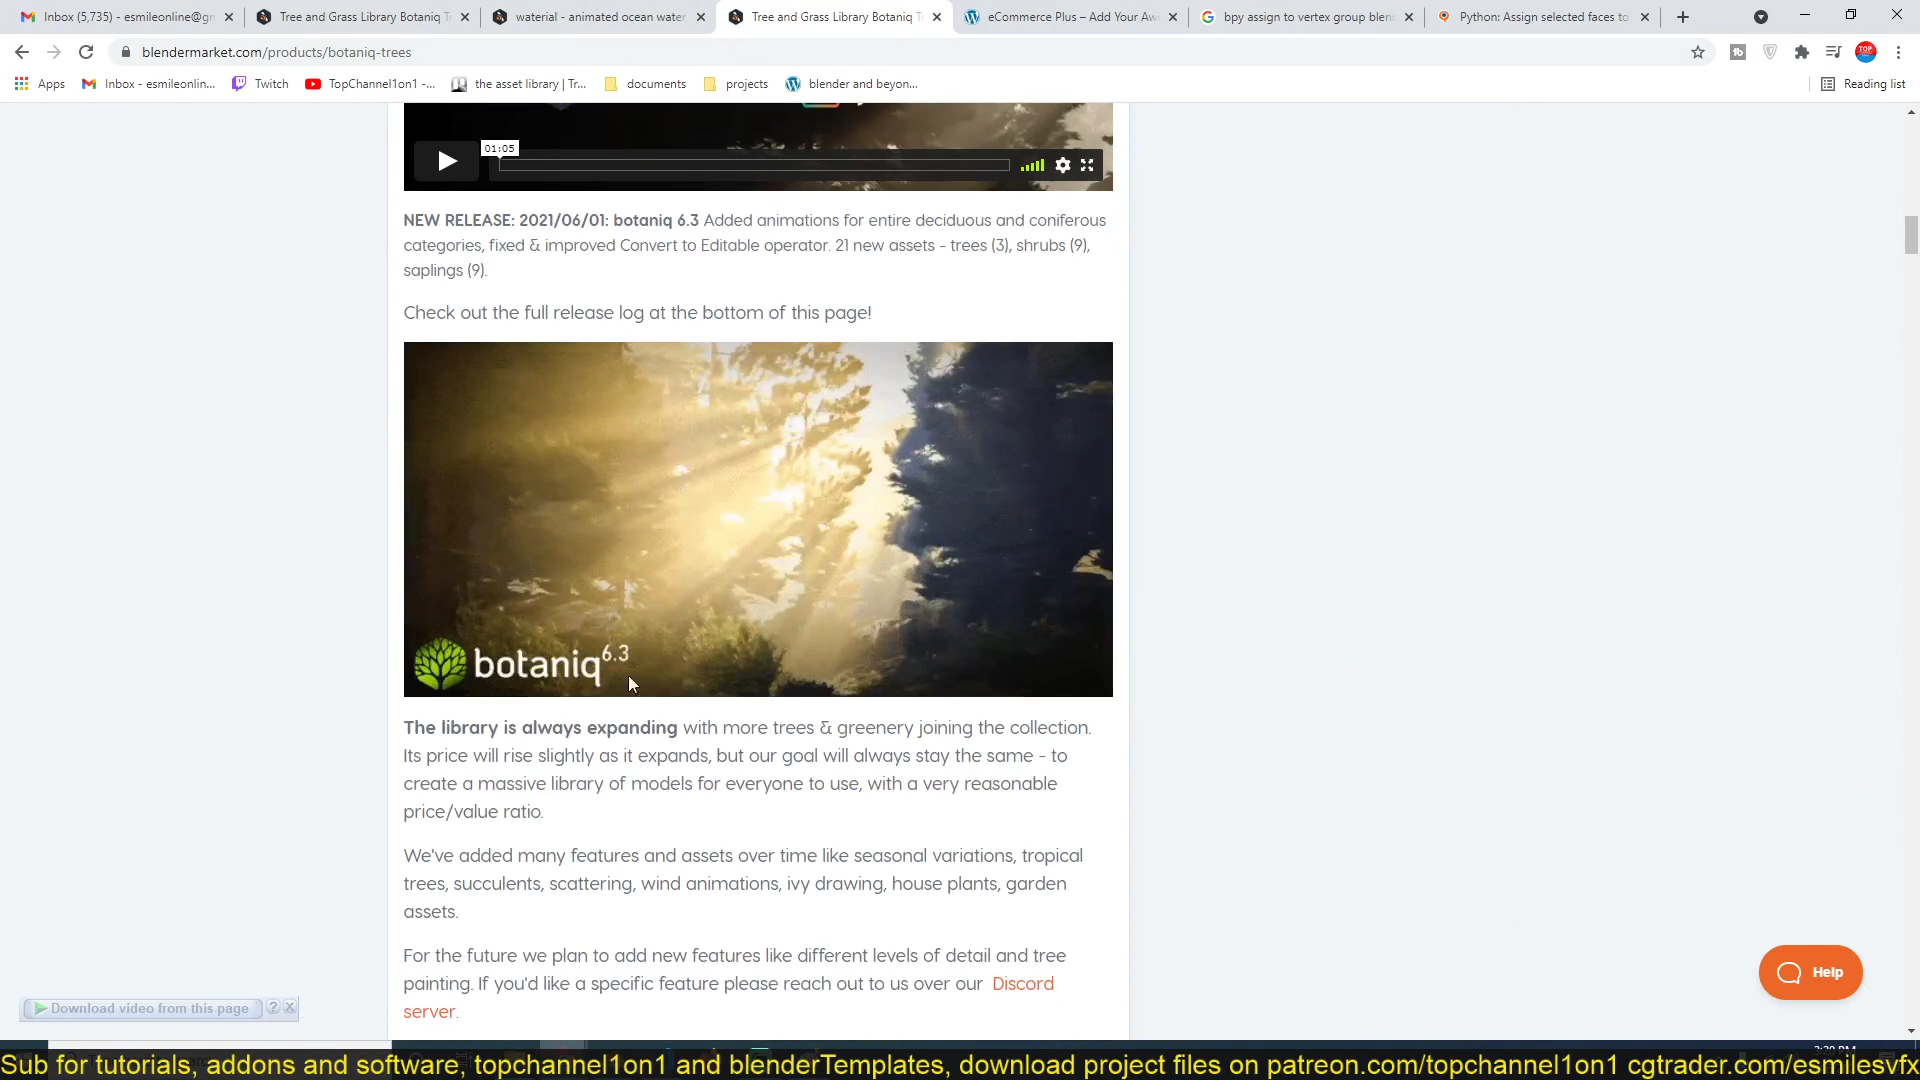 Inbox (5,735) - esmileonline@gn
Tree and Grass Library Botaniq T
material - animated ocean water
Tree and Grass Library Botaniq T
eCommerce Plus – Add Your Aw
bpy assign to vertex group blen
Python: Assign selected faces to
blendermarket.com/products/botaniq-trees
Apps
Inbox - esmileonlin...
Twitch
TopChannel1on1 -...
the asset library | Tr...
documents
projects
blender and beyon...
Reading list
01:05
NEW RELEASE: 2021/06/01: botaniq 6.3 Added animations for entire deciduous and coniferous
categories, fixed & improved Convert to Editable operator. 21 new assets - trees (3), shrubs (9),
saplings (9).
Check out the full release log at the bottom of this page!
botaniq 6.3
The library is always expanding with more trees & greenery joining the collection.
Its price will rise slightly as it expands, but our goal will always stay the same - to
create a massive library of models for everyone to use, with a very reasonable
price/value ratio.
We've added many features and assets over time like seasonal variations, tropical
trees, succulents, scattering, wind animations, ivy drawing, house plants, garden
assets.
For the future we plan to add new features like different levels of detail and tree
painting. If you'd like a specific feature please reach out to us over our Discord
server.
Help
Download video from this page
Sub for tutorials, addons and software, topchannel1on1 and blenderTemplates, download project files on patreon.com/topchannel1on1 cgtrader.com/esmilesvfx